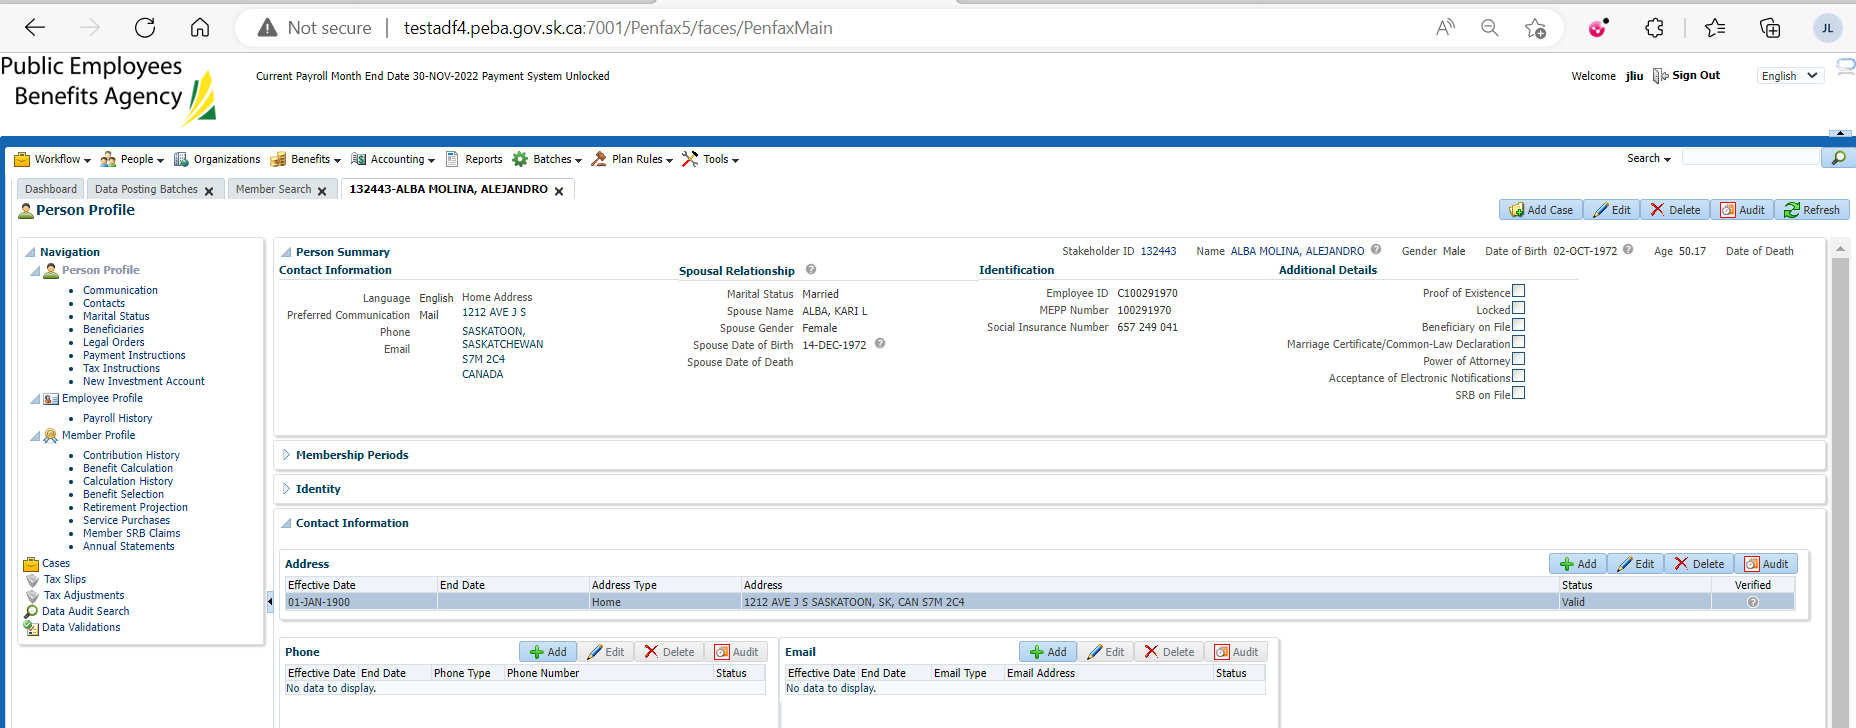 Not secure | testadf4.peba.gov.sk.ca:7001/Penfax5/faces/PenfaxMain
JL
Public Employees
Benefits Agency
Current Payroll Month End Date 30-NOV-2022 Payment System Unlocked
Welcome jliu Sign Out English
Workflow People Organizations Benefits Accounting Reports Batches Plan Rules Tools Search
Dashboard Data Posting Batches Member Search 132443-ALBA MOLINA, ALEJANDRO
Person Profile
Add Case Edit Delete Audit Refresh
Navigation
Person Profile
Communication
Contacts
Marital Status
Beneficiaries
Legal Orders
Payment Instructions
Tax Instructions
New Investment Account
Employee Profile
Payroll History
Member Profile
Contribution History
Benefit Calculation
Calculation History
Benefit Selection
Retirement Projection
Service Purchases
Member SRB Claims
Annual Statements
Cases
Tax Slips
Tax Adjustments
Data Audit Search
Data Validations
Person Summary
Stakeholder ID 132443 Name ALBA MOLINA, ALEJANDRO Gender Male Date of Birth 02-OCT-1972 Age 50.17 Date of Death
Contact Information
Language English
Preferred Communication Mail
Phone
Email
Home Address
1212 AVE J S
SASKATOON,
SASKATCHEWAN
S7M 2C4
CANADA
Spousal Relationship
Marital Status Married
Spouse Name ALBA, KARI L
Spouse Gender Female
Spouse Date of Birth 14-DEC-1972
Spouse Date of Death
Identification
Employee ID C100291970
MEPP Number 100291970
Social Insurance Number 657 249 041
Additional Details
Proof of Existence
Locked
Beneficiary on File
Marriage Certificate/Common-Law Declaration
Power of Attorney
Acceptance of Electronic Notifications
SRB on File
Membership Periods
Identity
Contact Information
Address
Add Edit Delete Audit
Effective Date End Date Address Type Address Status Verified
01-JAN-1900 Home 1212 AVE J S SASKATOON, SK, CAN S7M 2C4 Valid
Phone Add Edit Delete Audit
Effective Date End Date Phone Type Phone Number Status
No data to display.
Email Add Edit Delete Audit
Effective Date End Date Email Type Email Address Status
No data to display.